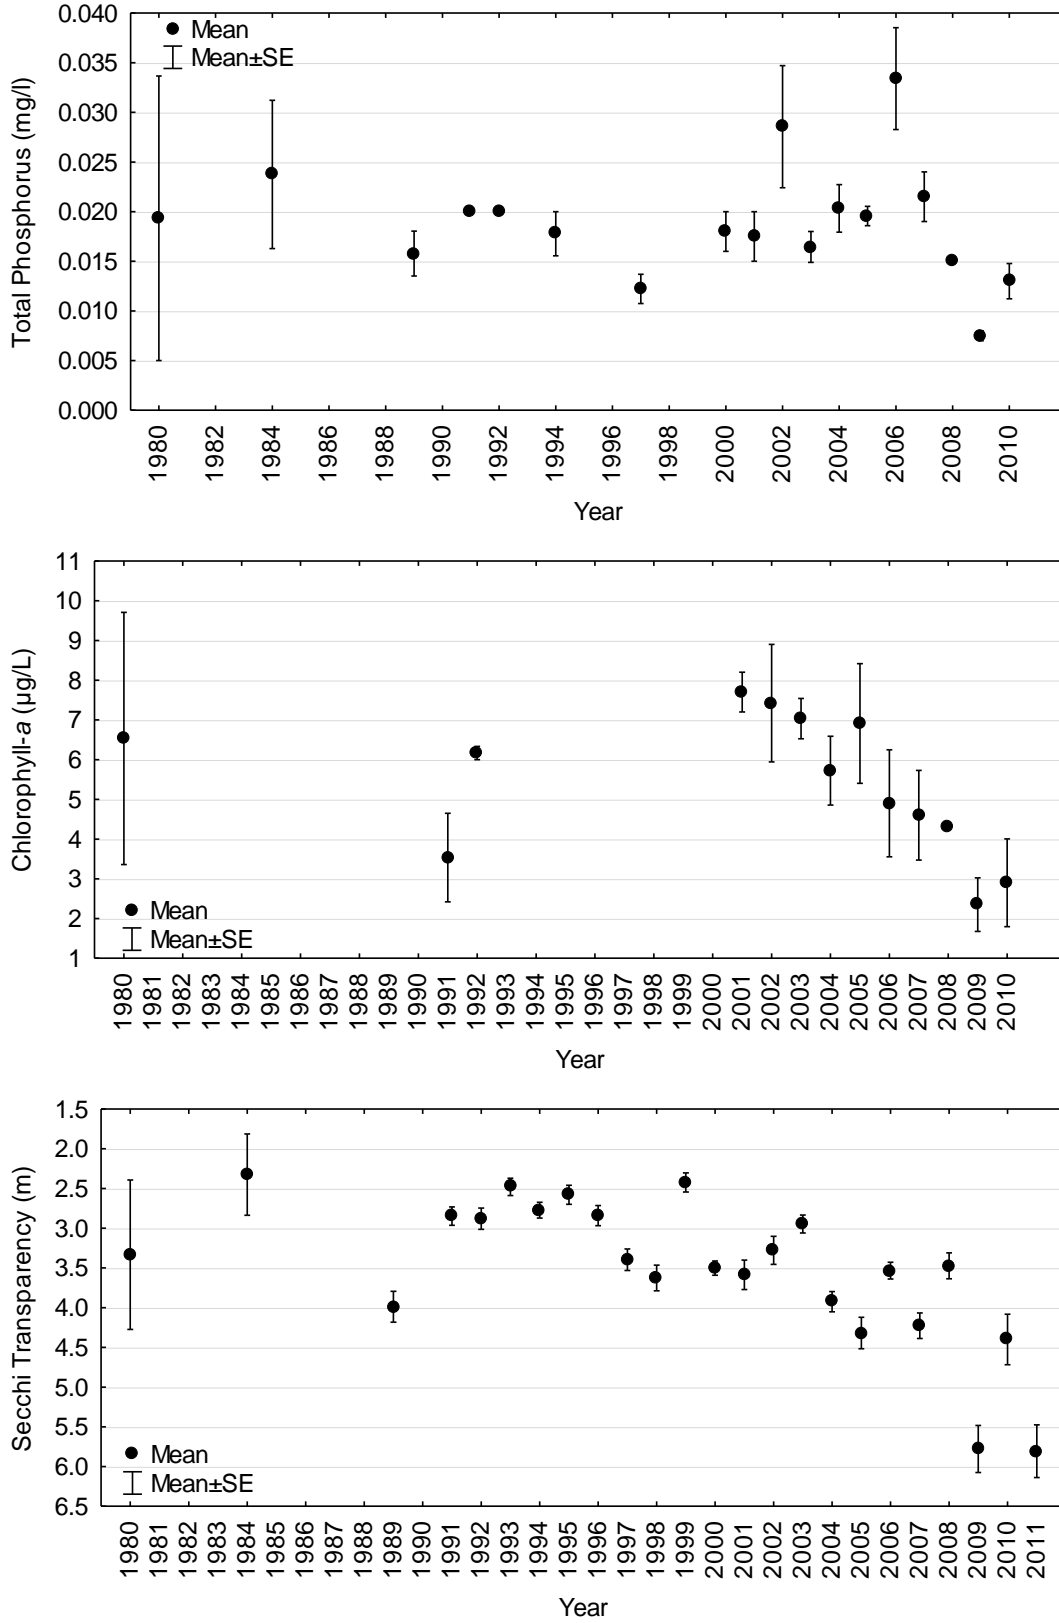 0.040
0.035
0.030
0.025
0.020
0.015
0.010
0.005
0.000
Total Phosphorus (mg/l)
Mean
Mean±SE
1980 1982 1984 1986 1988 1990 1992 1994 1996 1998 2000 2002 2004 2006 2008 2010
Year
11
10
9
8
7
6
5
4
3
2
1
Chlorophyll-a (µg/L)
Mean
Mean±SE
1980 1981 1982 1983 1984 1985 1986 1987 1988 1989 1990 1991 1992 1993 1994 1995 1996 1997 1998 1999 2000 2001 2002 2003 2004 2005 2006 2007 2008 2009 2010
Year
1.5
2.0
2.5
3.0
3.5
4.0
4.5
5.0
5.5
6.0
6.5
Secchi Transparency (m)
Mean
Mean±SE
1980 1981 1982 1983 1984 1985 1986 1987 1988 1989 1990 1991 1992 1993 1994 1995 1996 1997 1998 1999 2000 2001 2002 2003 2004 2005 2006 2007 2008 2009 2010 2011
Year